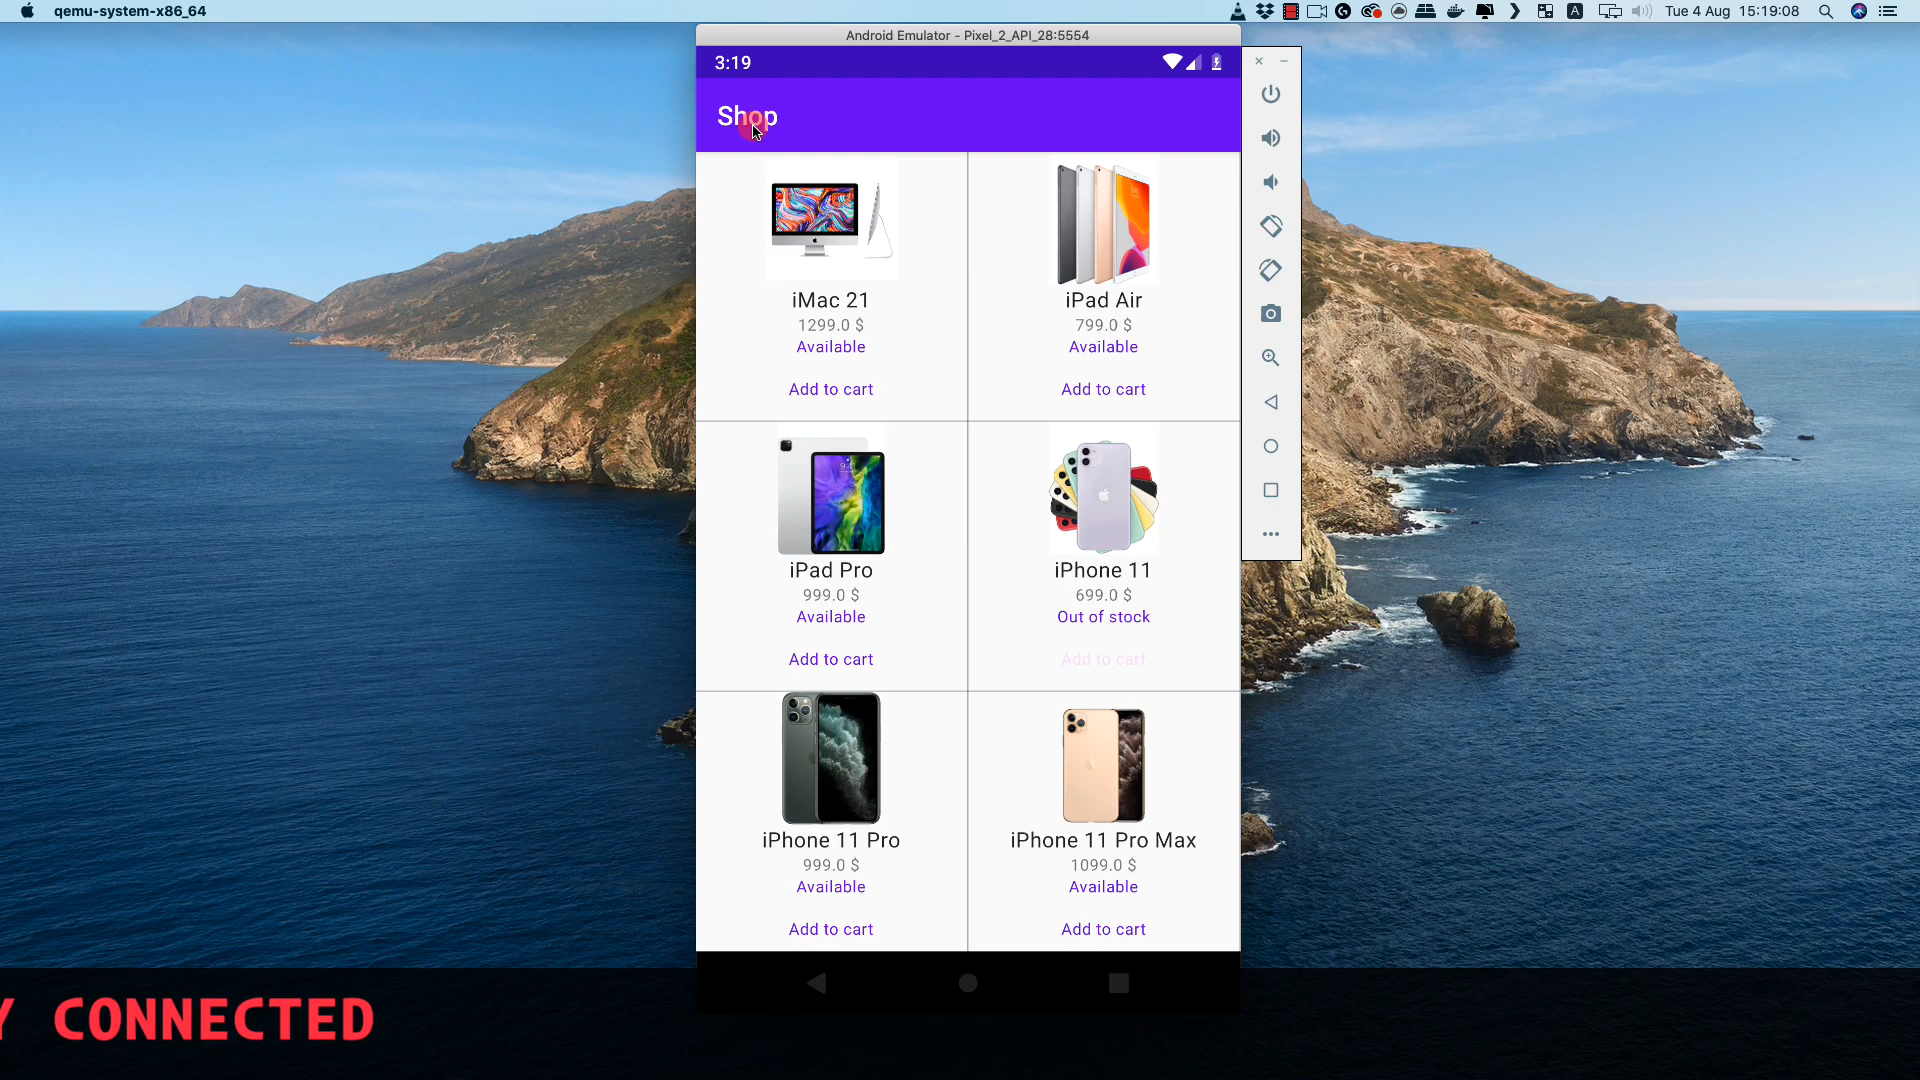 qemu-system-x86_64
Tue 4 Aug 15:19:08
Android Emulator - Pixel_2_API_28:5554
3:19
Shop
iMac 21
1299.0 $
Available
Add to cart
iPad Air
799.0 $
Available
Add to cart
iPad Pro
999.0 $
Available
Add to cart
iPhone 11
699.0 $
Out of stock
Add to cart
iPhone 11 Pro
999.0 $
Available
Add to cart
iPhone 11 Pro Max
1099.0 $
Available
Add to cart
Y CONNECTED